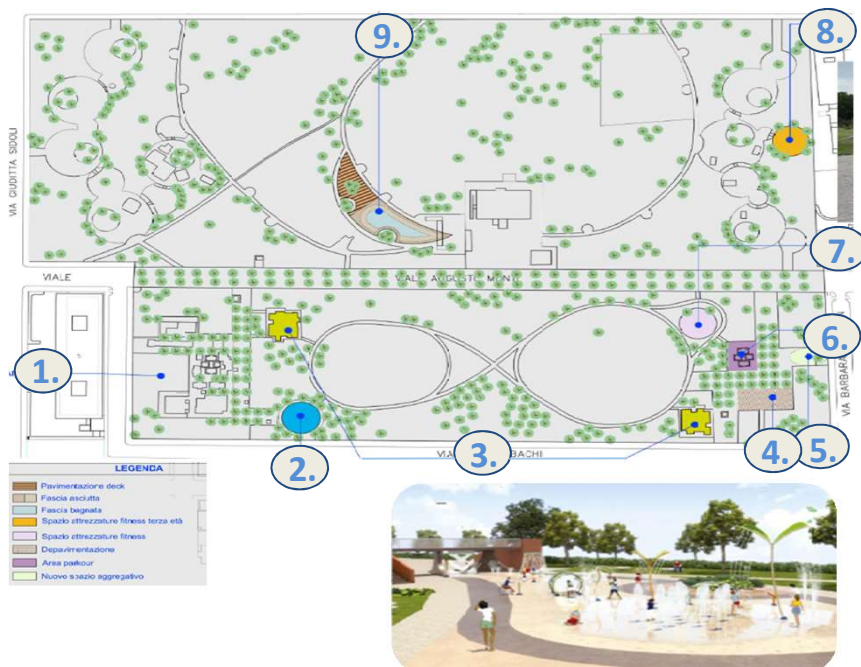 9.
8.
VIA GIUDITTA SIDOLI
7.
VIALE
VIALE AUGUSTO MONTI
6.
1.
VIA BARBARA
2.
VIA
3.
BACHI
4.
5.
LEGENDA
Pavimentazione deck
Fascia asciutta
Fascia bagnata
Spazio attrezzature fitness terza età
Spazio attrezzature fitness
Depavimentazione
Area parkour
Nuovo spazio aggregativo